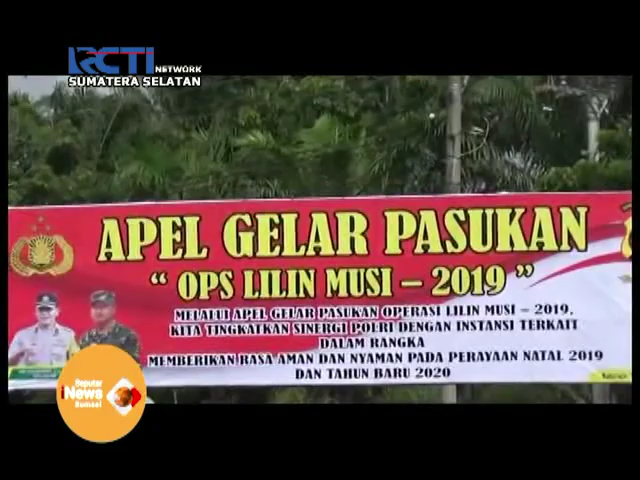 RCTI NETWORK
SUMATERA SELATAN
APEL GELAR PASUKAN
“ OPS LILIN MUSI – 2019 ”
MELALUI APEL GELAR PASUKAN OPERASI LILIN MUSI – 2019,
KITA TINGKATKAN SINERGI POLRI DENGAN INSTANSI TERKAIT
DALAM RANGKA
MEMBERIKAN RASA AMAN DAN NYAMAN PADA PERAYAAN NATAL 2019
DAN TAHUN BARU 2020
Seputar
iNews
Sumsel